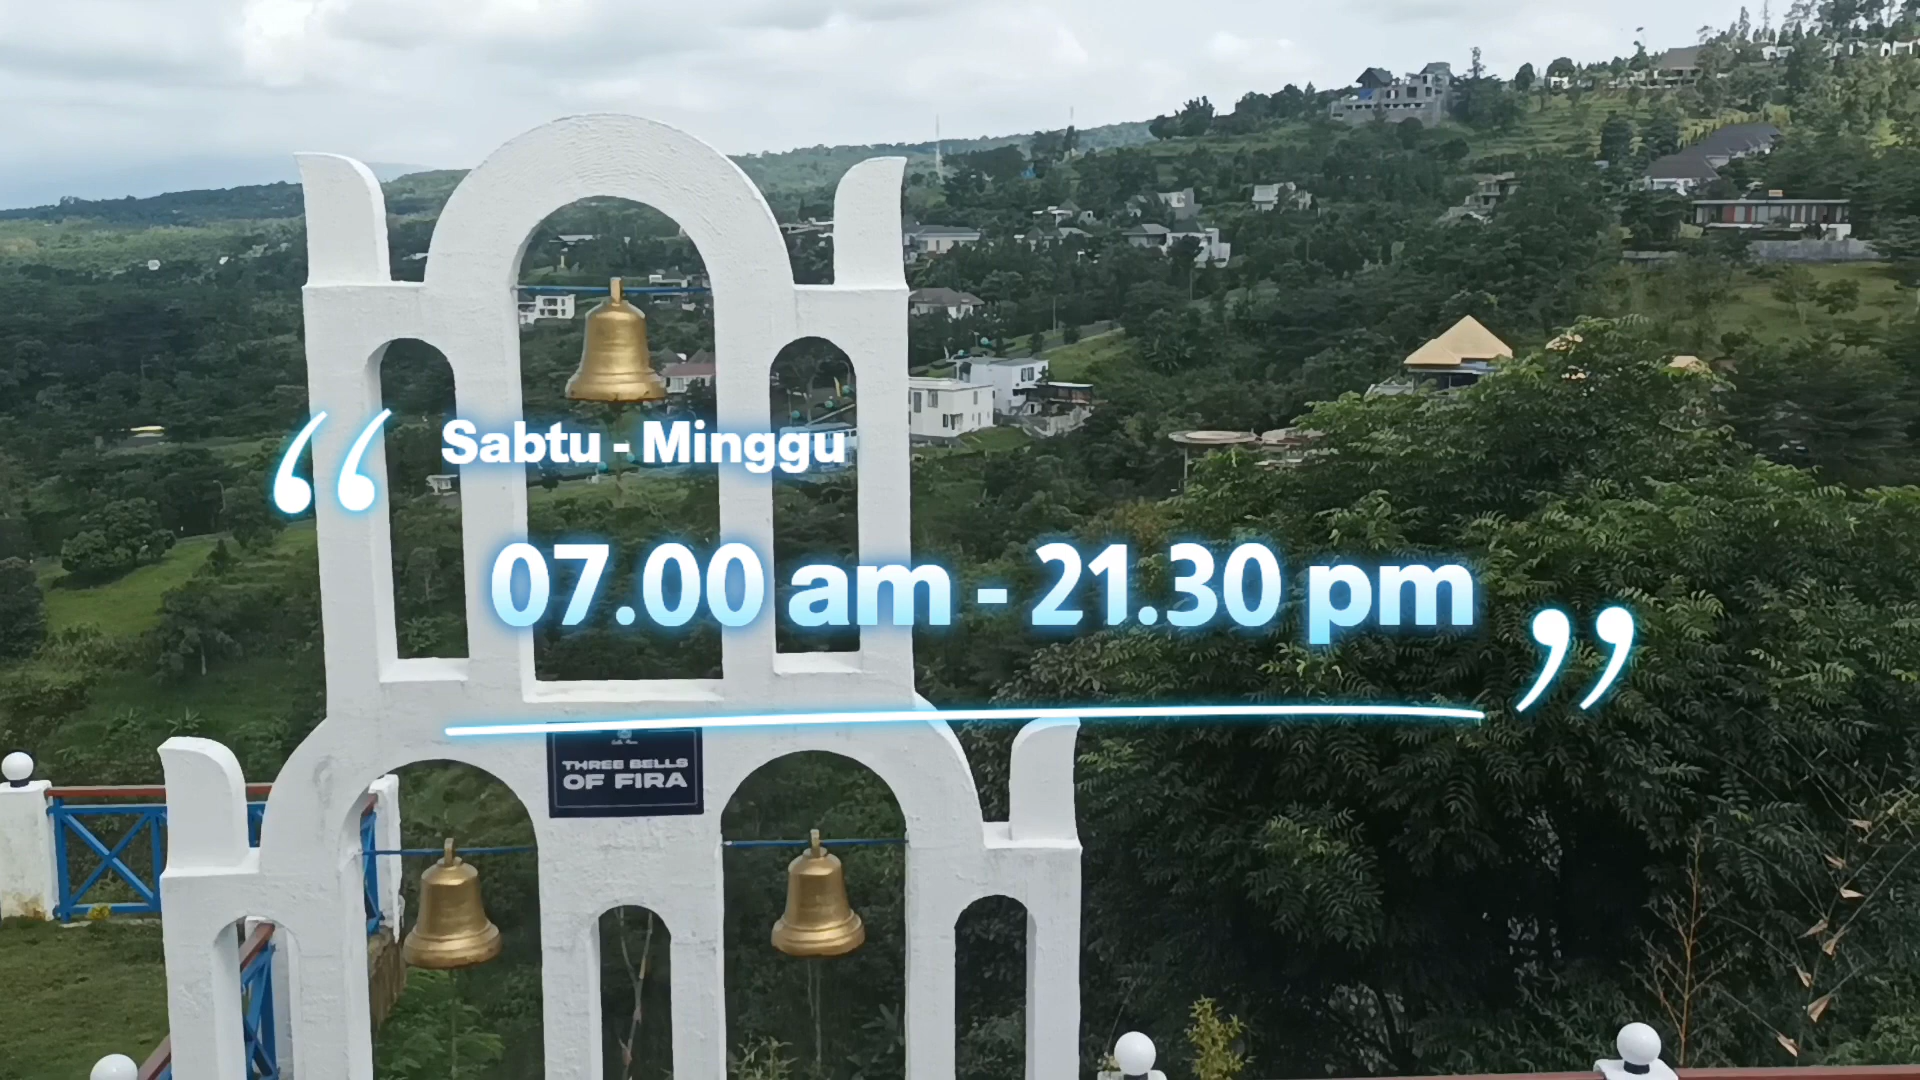 “ Sabtu - Minggu
07.00 am - 21.30 pm ”
THREE BELLS
OF FIRA